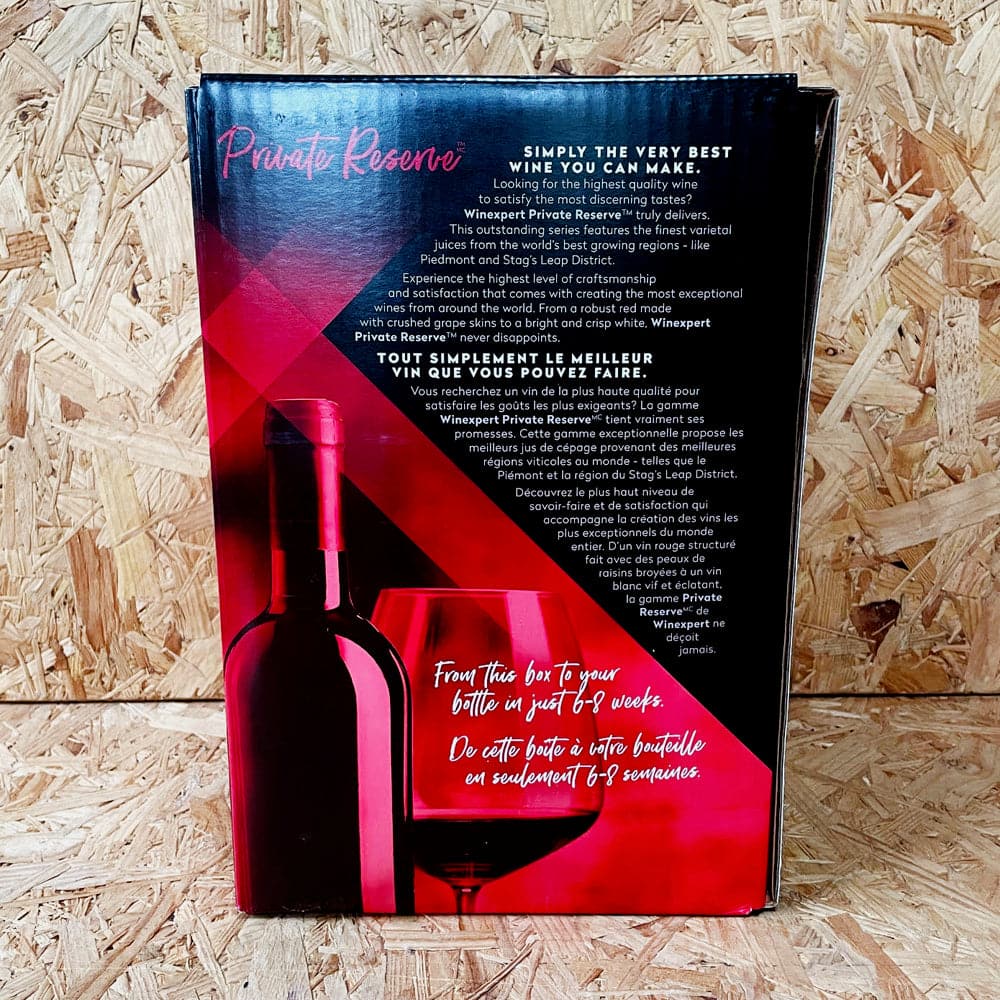 Private Reserve™ MC
SIMPLY THE VERY BEST
WINE YOU CAN MAKE.
Looking for the highest quality wine
to satisfy the most discerning tastes?
Winexpert Private Reserve™ truly delivers.
This outstanding series features the finest varietal
juices from the world's best growing regions - like
Piedmont and Stag's Leap District.
Experience the highest level of craftsmanship
and satisfaction that comes with creating the most exceptional
wines from around the world. From a robust red made
with crushed grape skins to a bright and crisp white, Winexpert
Private Reserve™ never disappoints.
TOUT SIMPLEMENT LE MEILLEUR
VIN QUE VOUS POUVEZ FAIRE.
Vous recherchez un vin de la plus haute qualité pour
satisfaire les goûts les plus exigeants? La gamme
Winexpert Private Reserve MC tient vraiment ses
promesses. Cette gamme exceptionnelle propose les
meilleurs jus de cépage provenant des meilleures
régions viticoles au monde - telles que le
Piémont et la région du Stag's Leap District.
Découvrez le plus haut niveau de
savoir-faire et de satisfaction qui
accompagne la création des vins les
plus exceptionnels du monde
entier. D'un vin rouge structuré
fait avec des peaux de
raisins broyées à un vin
blanc vif et éclatant,
la gamme Private
Reserve MC de
Winexpert ne
déçoit
jamais.
From this box to your
bottle in just 6-8 weeks.
De cette boite à votre bouteille
en seulement 6-8 semaines.